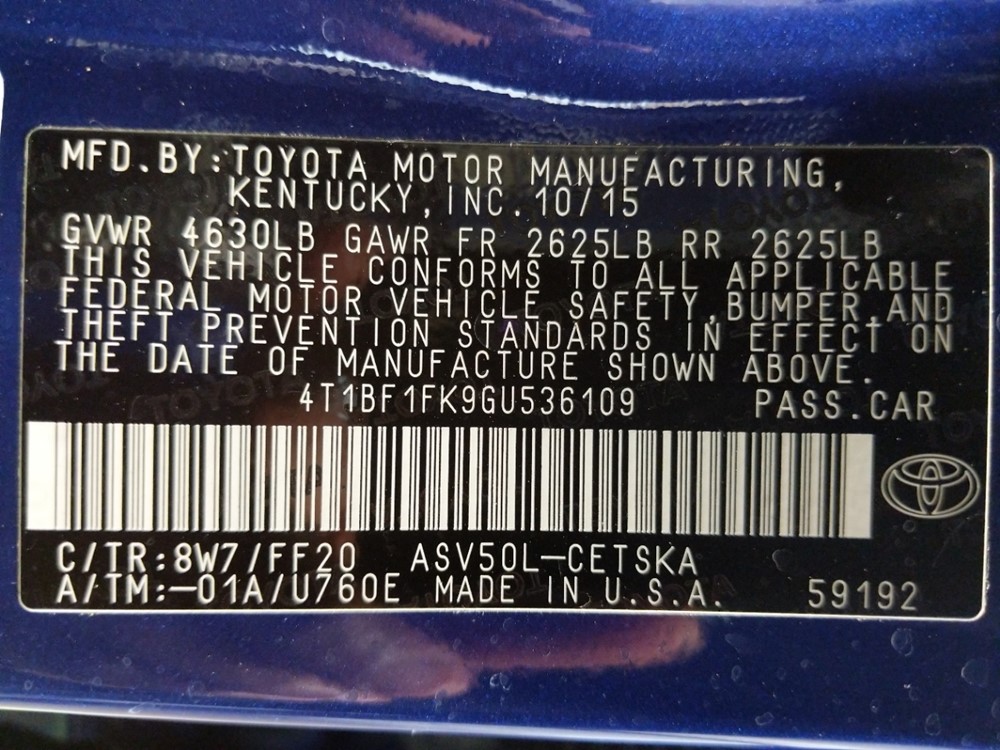 MFD.BY:TOYOTA MOTOR MANUFACTURING,
KENTUCKY,INC.10/15
GVWR 4630LB GAWR FR 2625LB RR 2625LB
THIS VEHICLE CONFORMS TO ALL APPLICABLE
FEDERAL MOTOR VEHICLE SAFETY,BUMPER,AND
THEFT PREVENTION STANDARDS IN EFFECT ON
THE DATE OF MANUFACTURE SHOWN ABOVE.
4T1BF1FK9GU536109 PASS.CAR
C/TR:8W7/FF20 ASV50L-CETSKA
A/TM:-01A/U760E MADE IN U.S.A. 59192